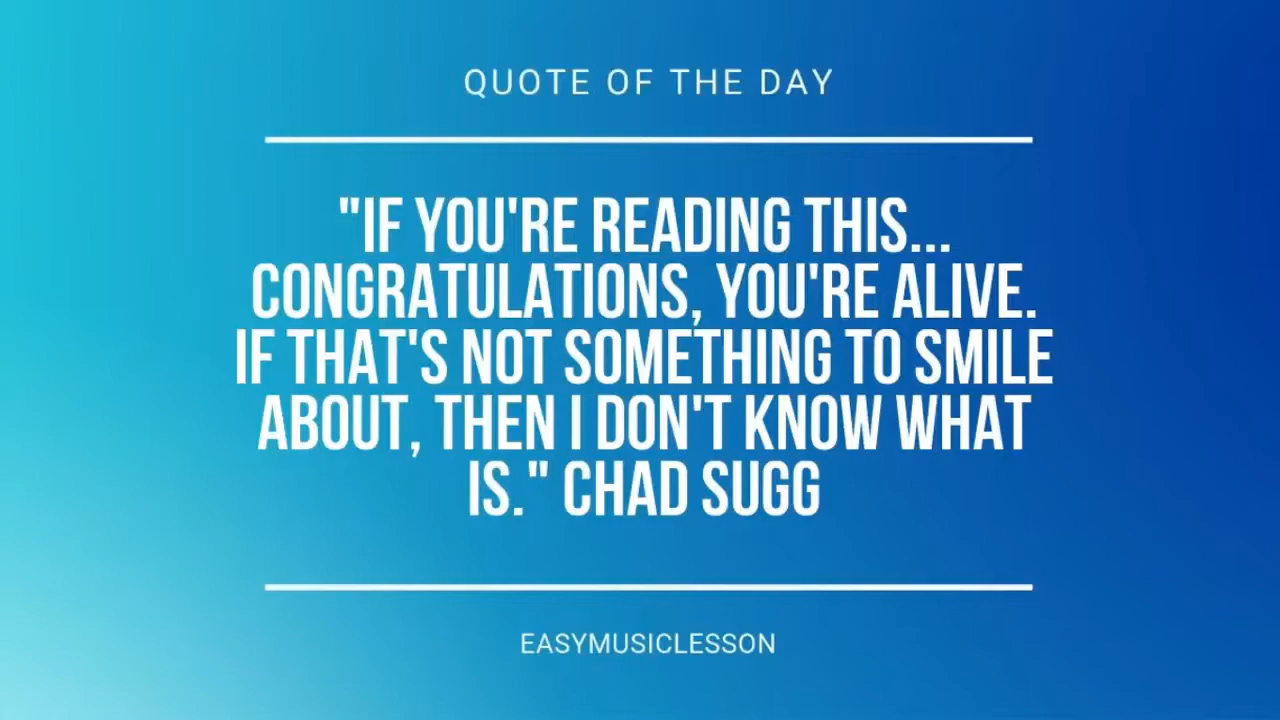 QUOTE OF THE DAY
"IF YOU'RE READING THIS...
CONGRATULATIONS, YOU'RE ALIVE.
IF THAT'S NOT SOMETHING TO SMILE
ABOUT, THEN I DON'T KNOW WHAT
IS." CHAD SUGG
EASYMUSICLESSON